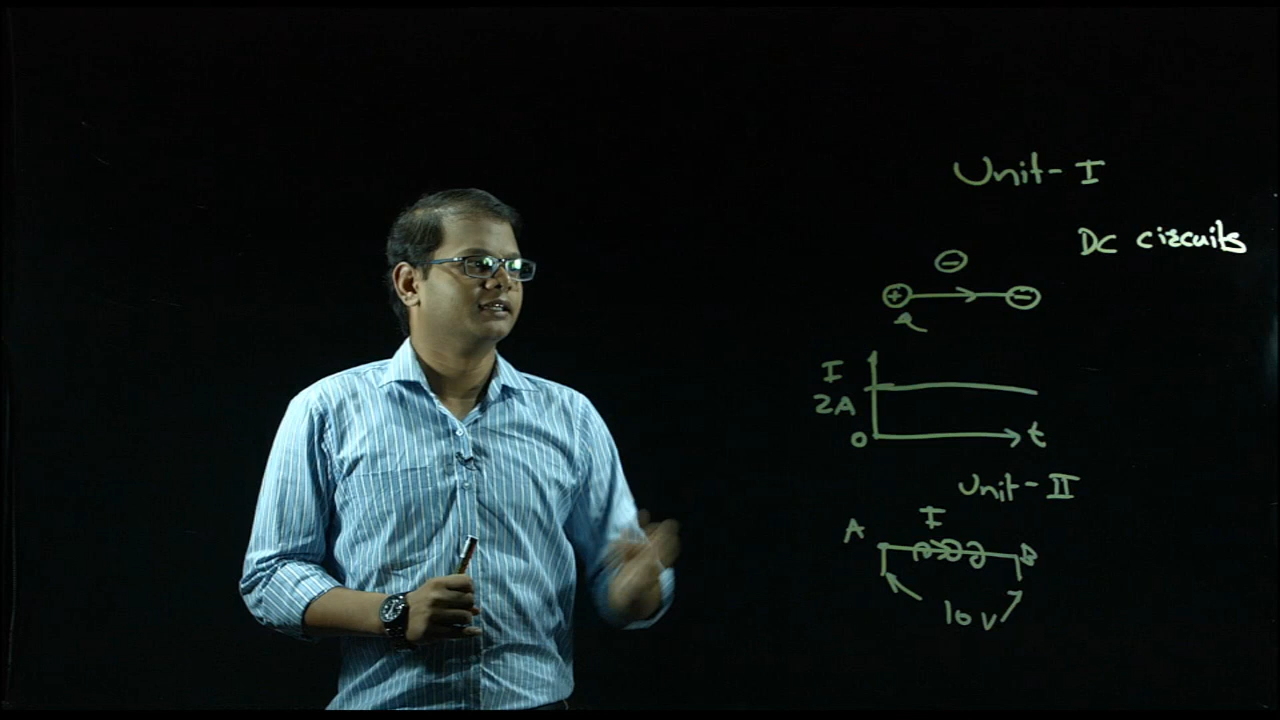 Unit- I
DC circuits
−
+ −
I
2A
0 t
Unit- II
I
A B
10 V